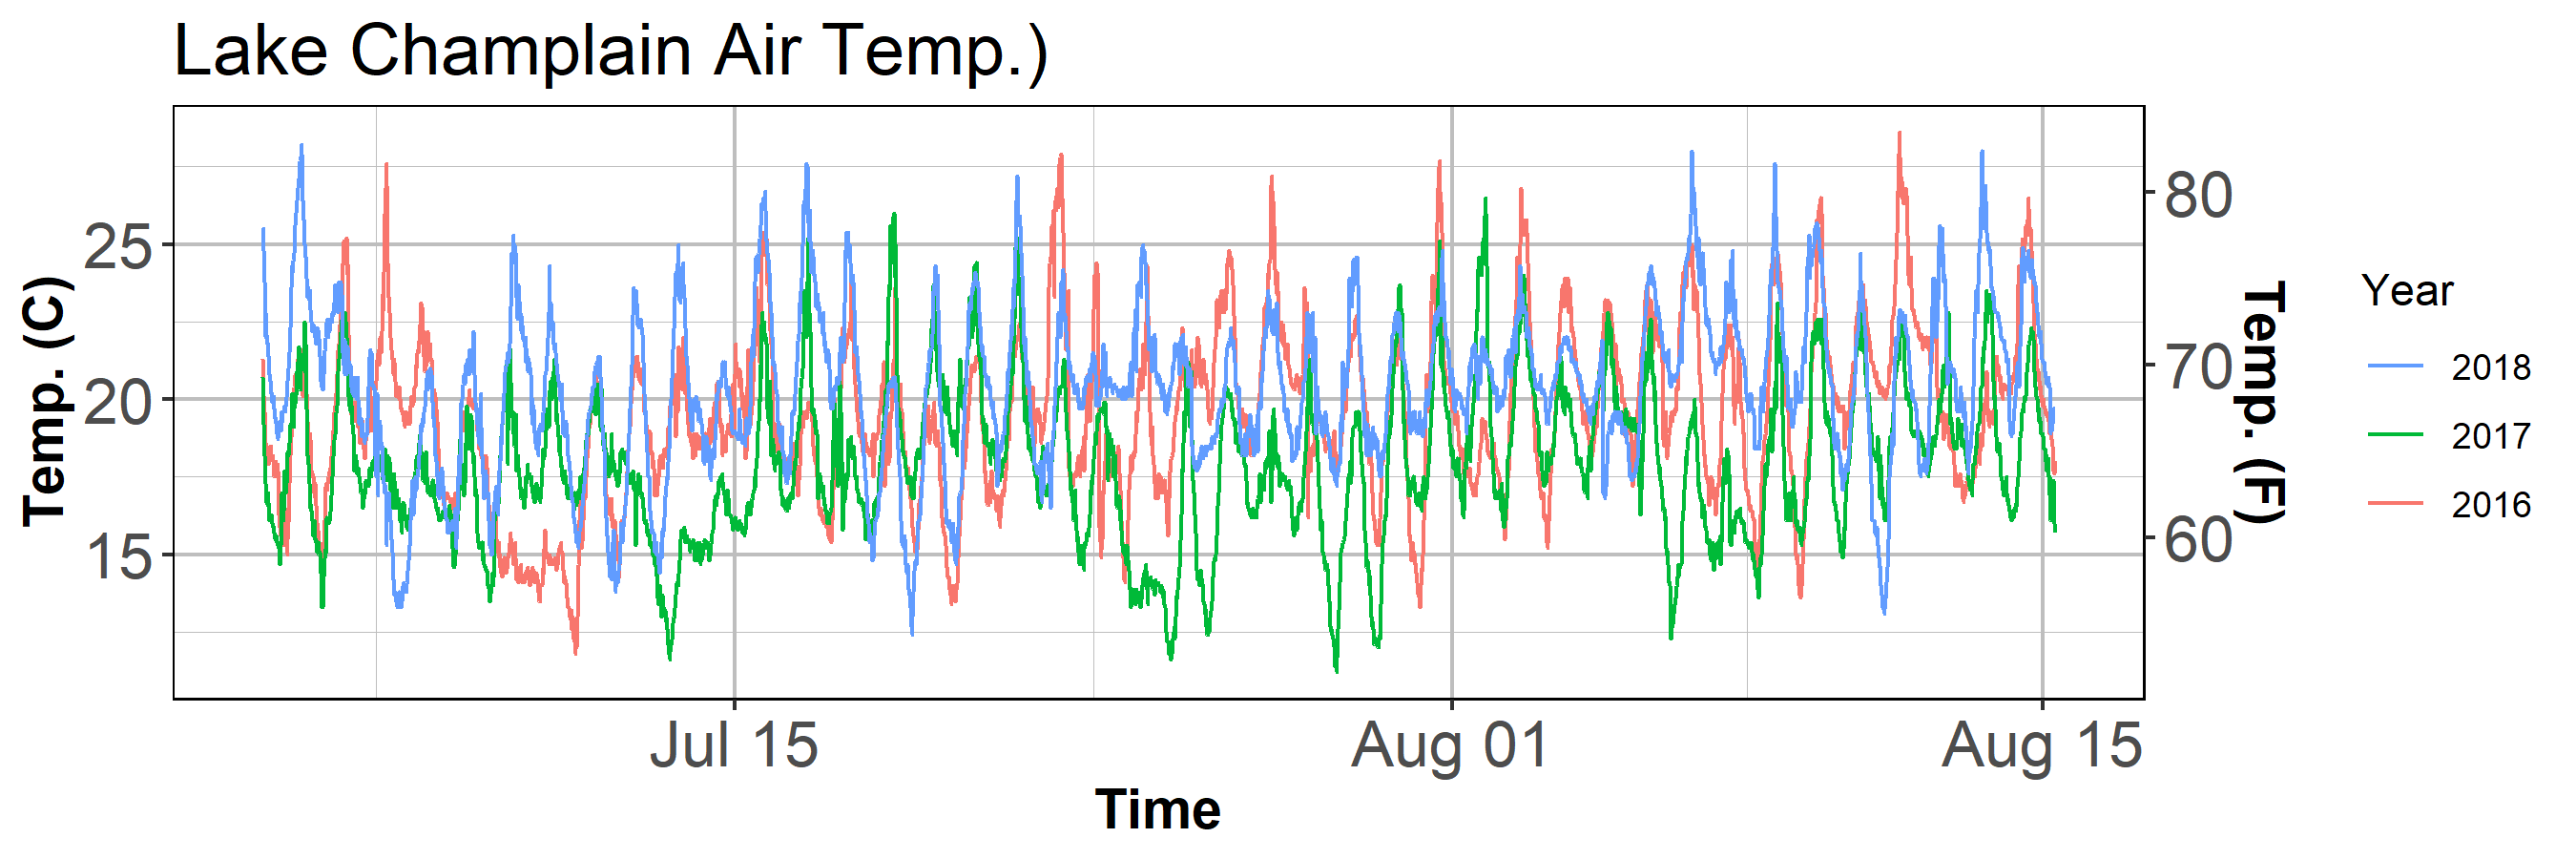 Lake Champlain Air Temp.)
Temp. (C)
25
20
15
80
70
60
Temp. (F)
Jul 15
Aug 01
Aug 15
Time
Year
2018
2017
2016